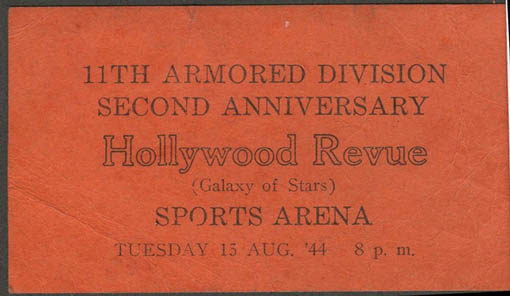 11TH ARMORED DIVISION
SECOND ANNIVERSARY
Hollywood Revue
(Galaxy of Stars)
SPORTS ARENA
TUESDAY 15 AUG. '44 8 p. m.